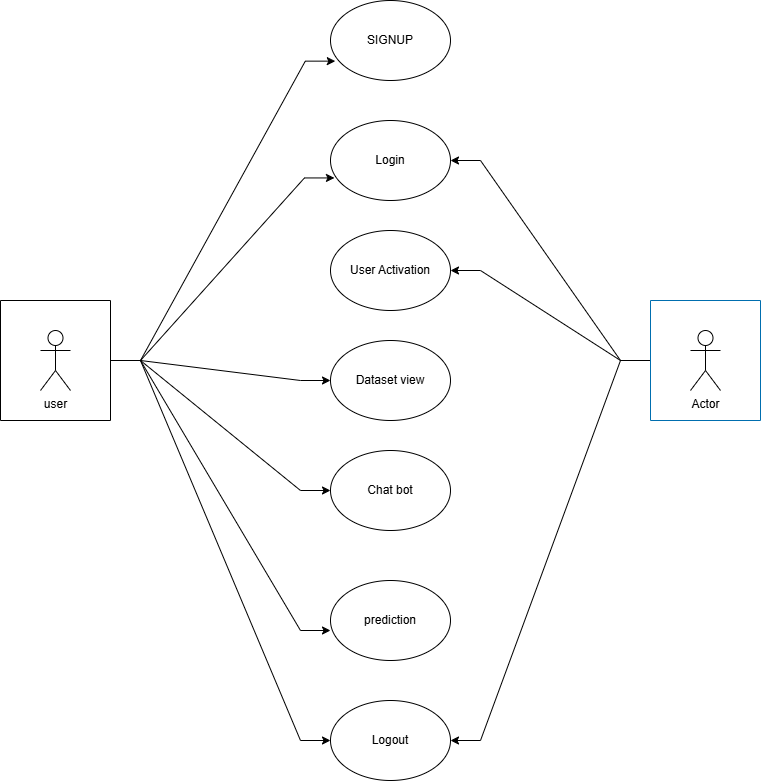 SIGNUP
Login
User Activation
user
Dataset view
Actor
Chat bot
prediction
Logout